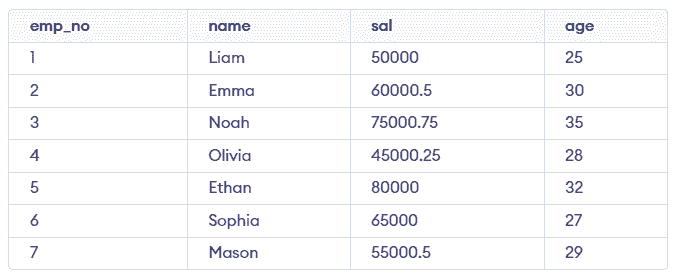 emp_no name sal age
1 Liam 50000 25
2 Emma 60000.5 30
3 Noah 75000.75 35
4 Olivia 45000.25 28
5 Ethan 80000 32
6 Sophia 65000 27
7 Mason 55000.5 29